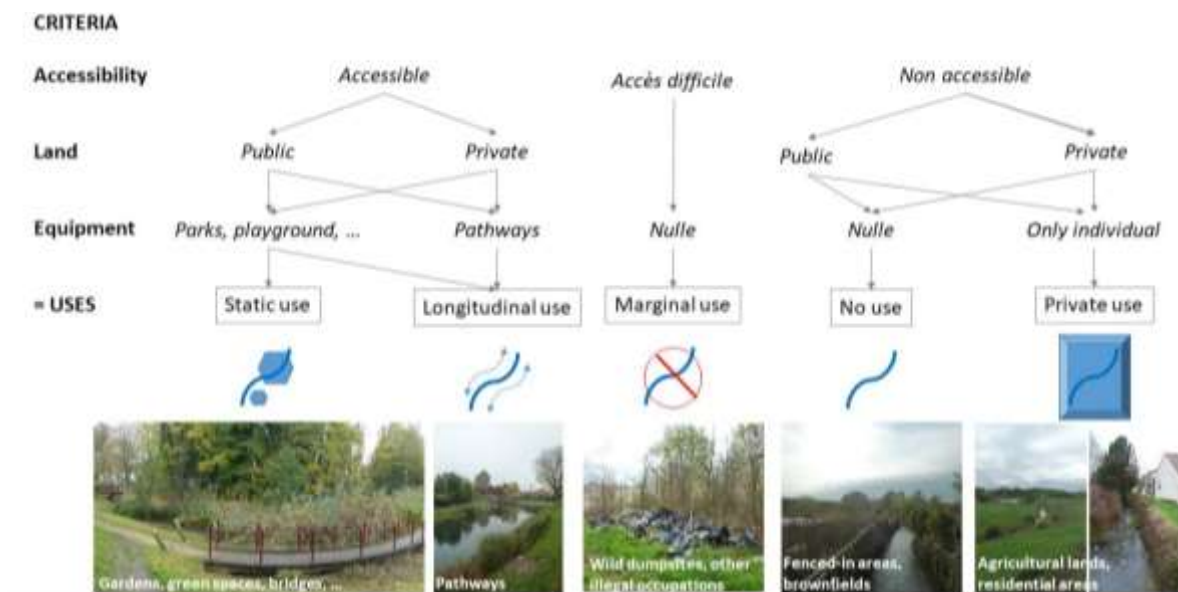 CRITERIA
Accessibility Accessible Accès difficile Non accessible
Land Public Private Public Private
Equipment Parks, playground, ... Pathways Nulle Nulle Only individual
= USES Static use Longitudinal use Marginal use No use Private use
Gardens, green spaces, bridges, ...
Pathways
Wild dumpsites, other
illegal occupations
Fenced-in areas,
brownfields
Agricultural lands,
residential areas